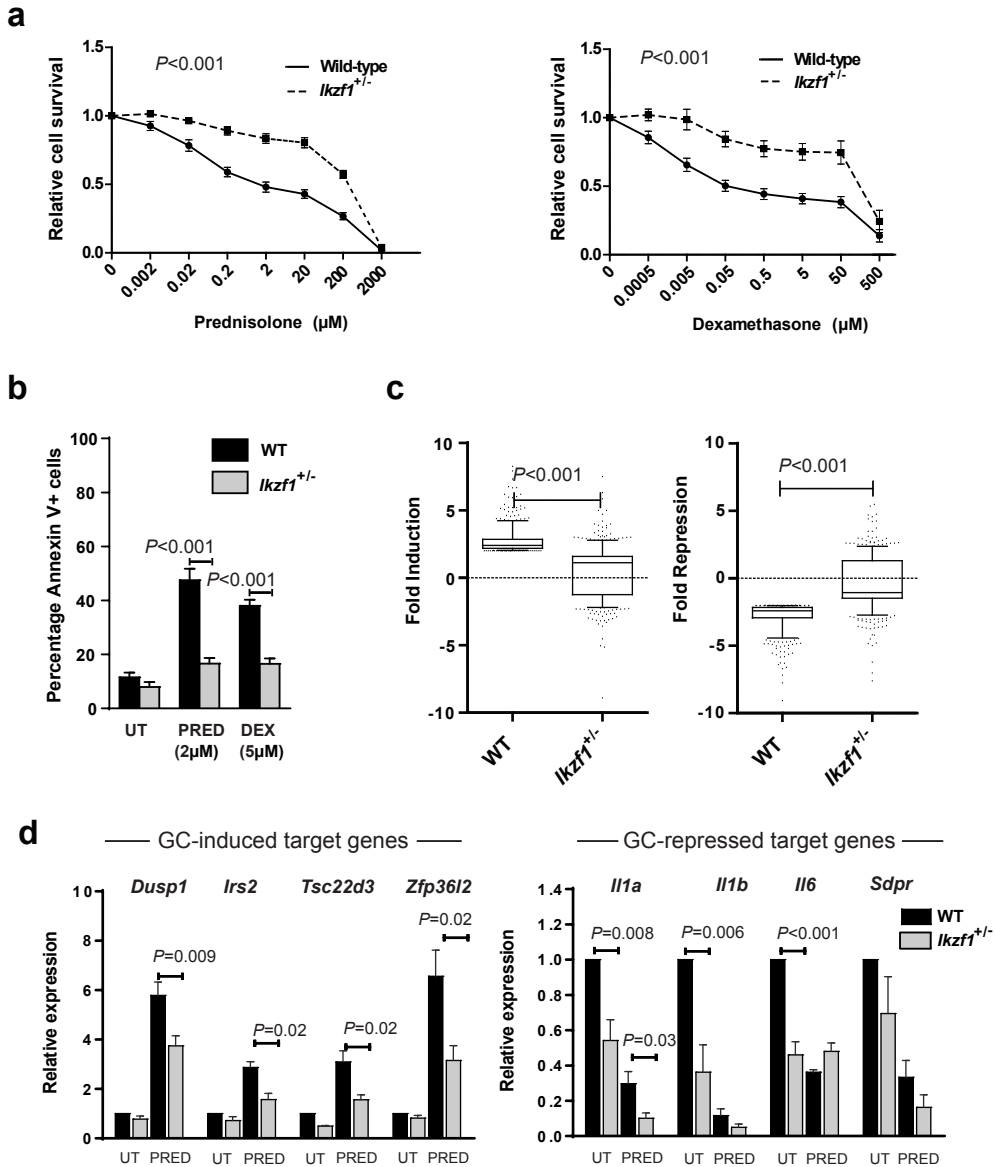 a
P<0.001
Wild-type
Ikzf1+/-
Relative cell survival
1.5
1.0
0.5
0.0
0 0.002 0.02 0.2 2 20 200 2000
Prednisolone (µM)
P<0.001
Wild-type
Ikzf1+/-
Relative cell survival
1.5
1.0
0.5
0.0
0 0.0005 0.005 0.05 0.5 5 50 500
Dexamethasone (µM)
b
WT
Ikzf1+/-
Percentage Annexin V+ cells
100
80
60
40
20
0
P<0.001
P<0.001
UT PRED DEX
(2µM) (5µM)
c
Fold Induction
10
5
0
-5
-10
P<0.001
WT Ikzf1+/-
Fold Repression
10
5
0
-5
-10
P<0.001
WT Ikzf1+/-
d
GC-induced target genes
Dusp1 Irs2 Tsc22d3 Zfp36l2
Relative expression
10
8
6
4
2
0
P=0.009
P=0.02
P=0.02
P=0.02
UT PRED UT PRED UT PRED UT PRED
GC-repressed target genes
Il1a Il1b Il6 Sdpr
WT
Ikzf1+/-
Relative expression
1.4
1.2
1.0
0.8
0.6
0.4
0.2
0.0
P=0.008
P=0.03
P=0.006
P<0.001
UT PRED UT PRED UT PRED UT PRED